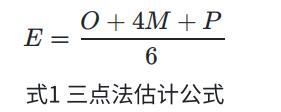 E = (O + 4M + P) / 6
式1 三点法估计公式